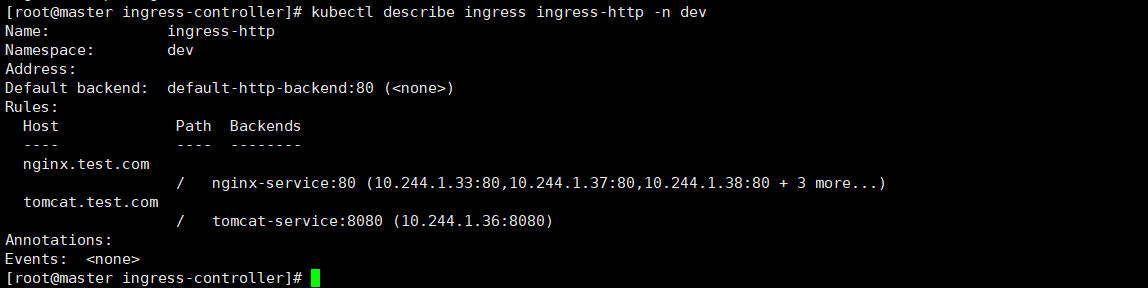 [root@master ingress-controller]# kubectl describe ingress ingress-http -n dev
Name:             ingress-http
Namespace:        dev
Address:
Default backend:  default-http-backend:80 (<none>)
Rules:
  Host             Path  Backends
  ----             ----  --------
  nginx.test.com
                   /   nginx-service:80 (10.244.1.33:80,10.244.1.37:80,10.244.1.38:80 + 3 more...)
  tomcat.test.com
                   /   tomcat-service:8080 (10.244.1.36:8080)
Annotations:
Events:  <none>
[root@master ingress-controller]#